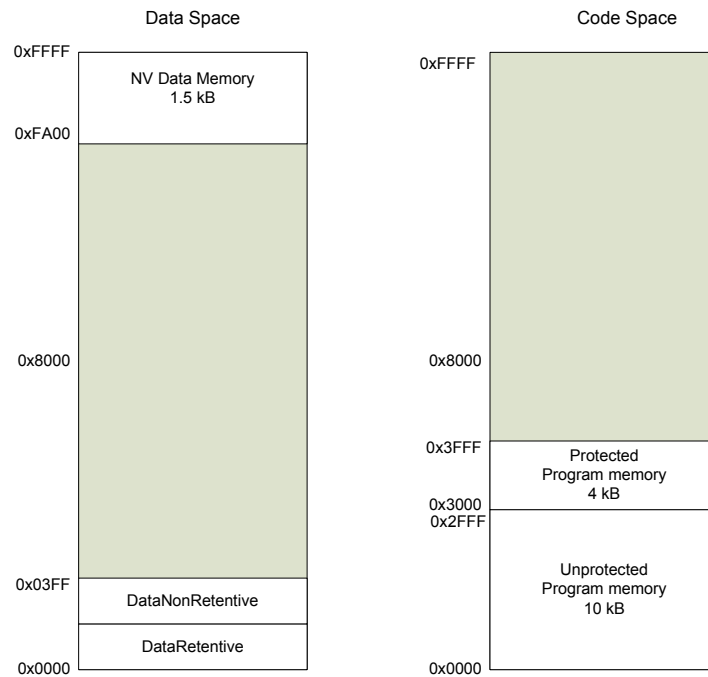 Data Space
0xFFFF
NV Data Memory
1.5 kB
0xFA00
0x8000
0x03FF
DataNonRetentive
DataRetentive
0x0000
Code Space
0xFFFF
0x8000
0x3FFF
Protected
Program memory
4 kB
0x3000
0x2FFF
Unprotected
Program memory
10 kB
0x0000